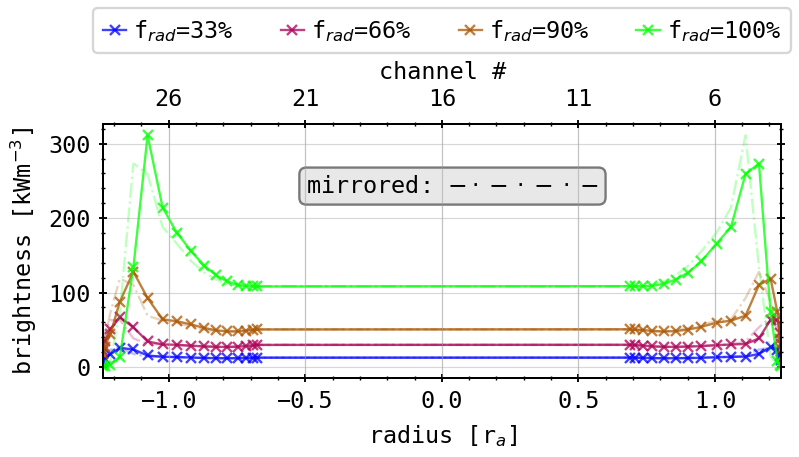 f_rad=33% f_rad=66% f_rad=90% f_rad=100%
channel #
26 21 16 11 6
brightness [kWm⁻³]
300
200
100
0
mirrored:
−1.0 −0.5 0.0 0.5 1.0
radius [r_a]